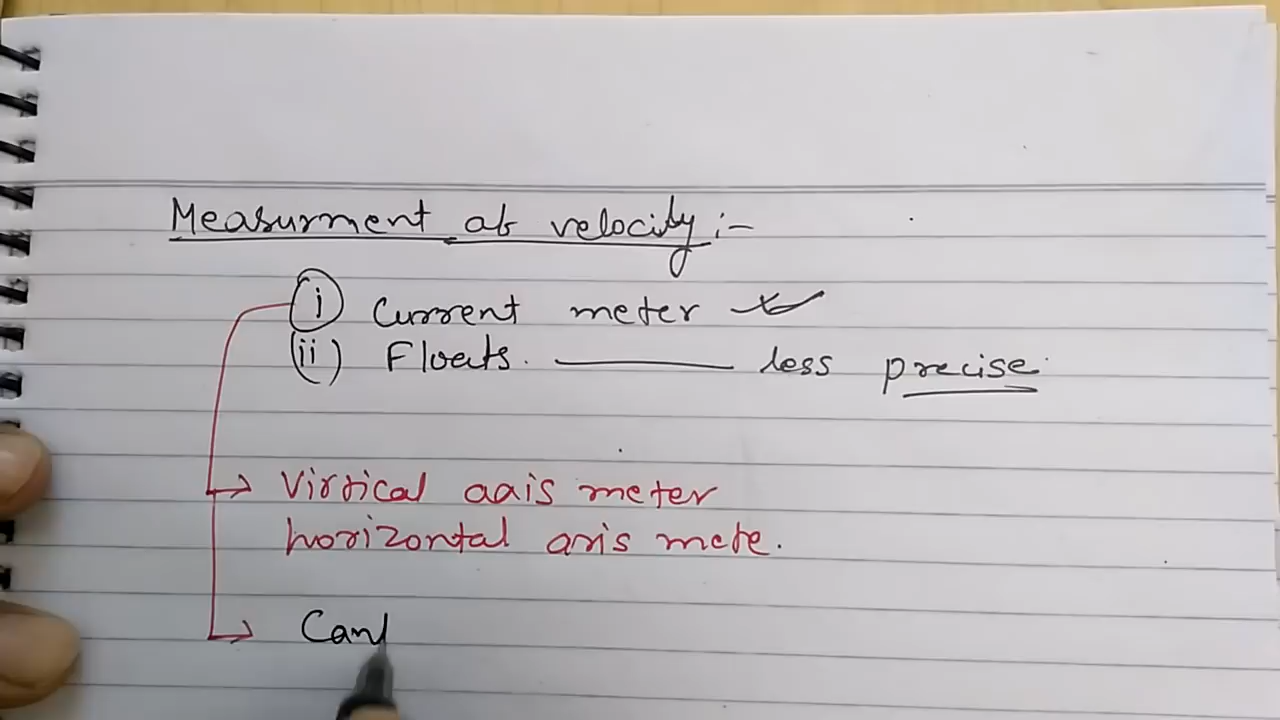 Measurment of velocity :-
(i) Current meter
(ii) Floats. —— less precise.
Virtical axis meter
horizontal axis mete.
Can